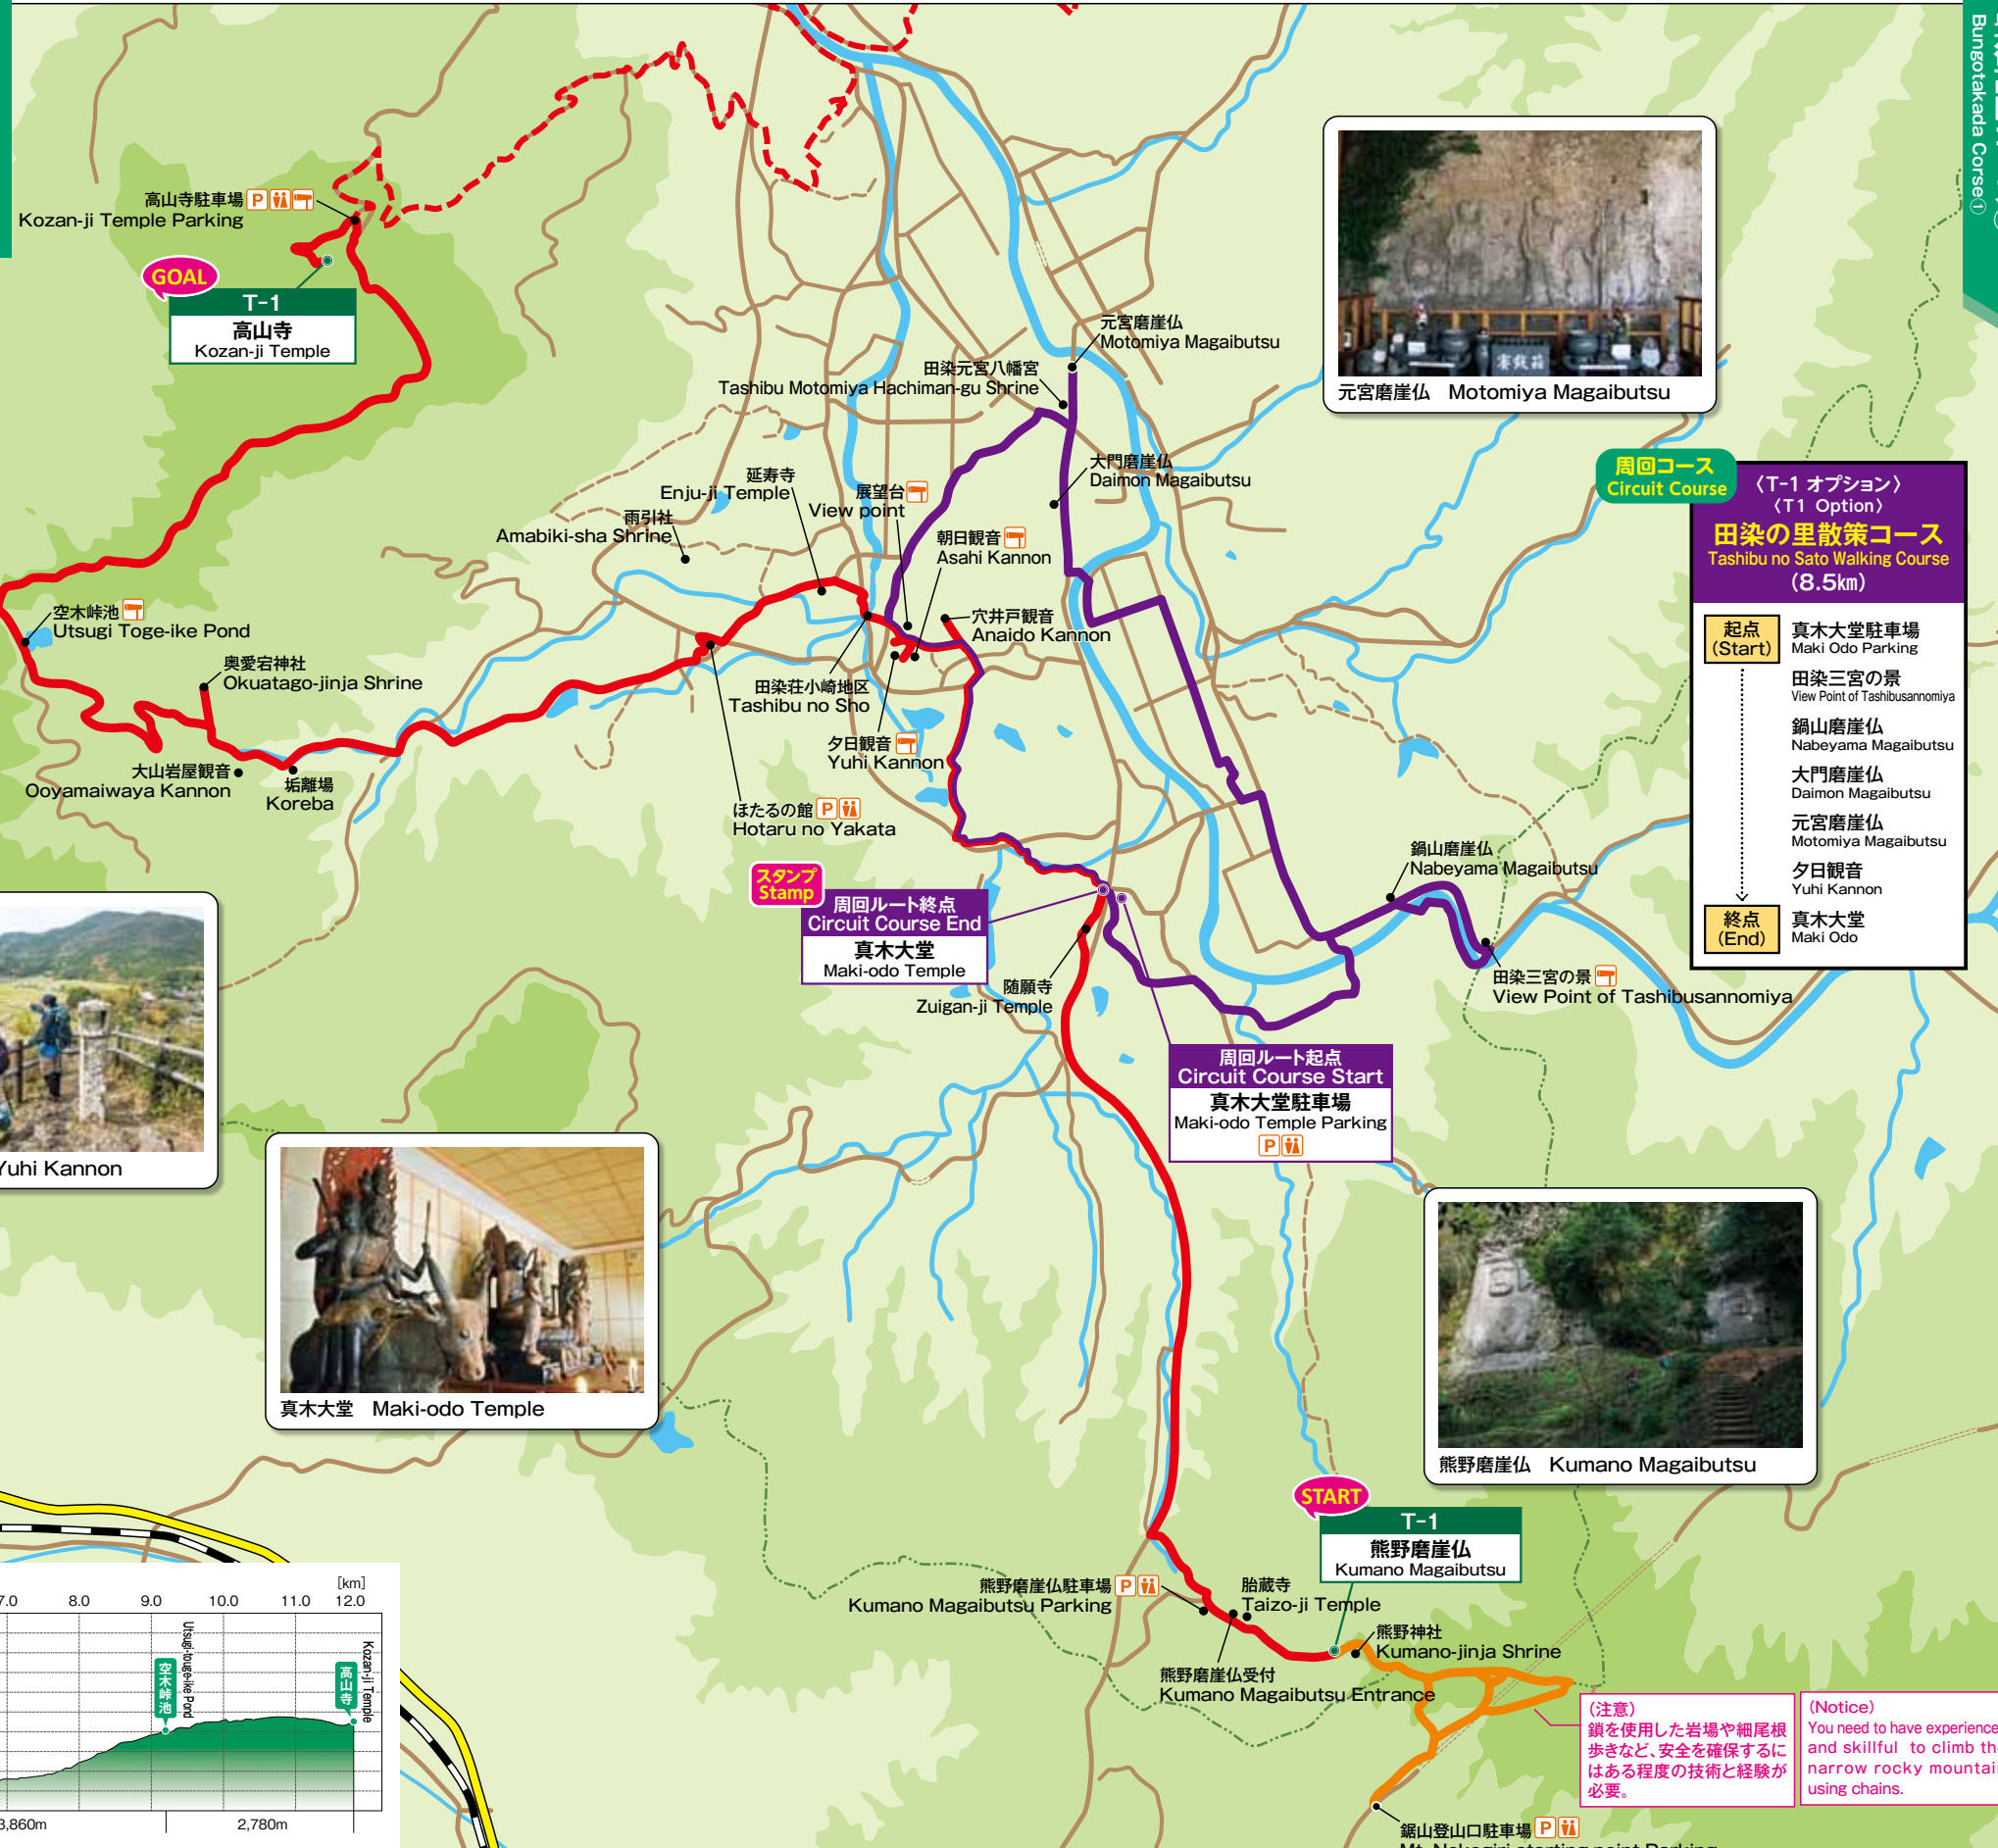 Bungotakada Corse①
高山寺駐車場 P
Kozan-ji Temple Parking
GOAL
T-1
高山寺
Kozan-ji Temple
元宮磨崖仏
Motomiya Magaibutsu
田染元宮八幡宮
Tashibu Motomiya Hachiman-gu Shrine
元宮磨崖仏 Motomiya Magaibutsu
大門磨崖仏
Daimon Magaibutsu
延寿寺
Enju-ji Temple
展望台
View point
雨引社
Amabiki-sha Shrine
朝日観音
Asahi Kannon
穴井戸観音
Anaido Kannon
空木峠池
Utsugi Toge-ike Pond
奥愛宕神社
Okuatago-jinja Shrine
田染荘小崎地区
Tashibu no Sho
夕日観音
Yuhi Kannon
大山岩屋観音
Ooyamaiwaya Kannon
垢離場
Koreba
ほたるの館 P
Hotaru no Yakata
周回コース
Circuit Course
〈T-1 オプション〉
〈T1 Option〉
田染の里散策コース
Tashibu no Sato Walking Course
(8.5km)
起点
(Start)
真木大堂駐車場
Maki Odo Parking
田染三宮の景
View Point of Tashibusannomiya
鍋山磨崖仏
Nabeyama Magaibutsu
大門磨崖仏
Daimon Magaibutsu
元宮磨崖仏
Motomiya Magaibutsu
夕日観音
Yuhi Kannon
終点
(End)
真木大堂
Maki Odo
鍋山磨崖仏
Nabeyama Magaibutsu
田染三宮の景
View Point of Tashibusannomiya
スタンプ
Stamp
周回ルート終点
Circuit Course End
真木大堂
Maki-odo Temple
随願寺
Zuigan-ji Temple
周回ルート起点
Circuit Course Start
真木大堂駐車場
Maki-odo Temple Parking
P
Yuhi Kannon
真木大堂 Maki-odo Temple
熊野磨崖仏 Kumano Magaibutsu
START
T-1
熊野磨崖仏
Kumano Magaibutsu
熊野磨崖仏駐車場 P
Kumano Magaibutsu Parking
胎蔵寺
Taizo-ji Temple
熊野神社
Kumano-jinja Shrine
熊野磨崖仏受付
Kumano Magaibutsu Entrance
(注意)
鎖を使用した岩場や細尾根
歩きなど、安全を確保するに
はある程度の技術と経験が
必要。
(Notice)
You need to have experience
and skillful to climb the
narrow rocky mountain
using chains.
鋸山登山口駐車場 P
[km]
7.0 8.0 9.0 10.0 11.0 12.0
空木峠池
Utsugi-touge-ike Pond
高山寺
Kozan-ji Temple
3,860m 2,780m